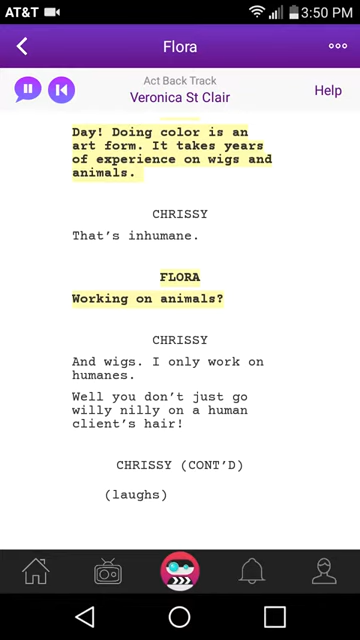 AT&T
3:50 PM
Flora
Act Back Track
Veronica St Clair
Help
Day! Doing color is an
art form. It takes years
of experience on wigs and
animals.
CHRISSY
That's inhumane.
FLORA
Working on animals?
CHRISSY
And wigs. I only work on
humanes.
Well you don't just go
willy nilly on a human
client's hair!
CHRISSY (CONT'D)
(laughs)